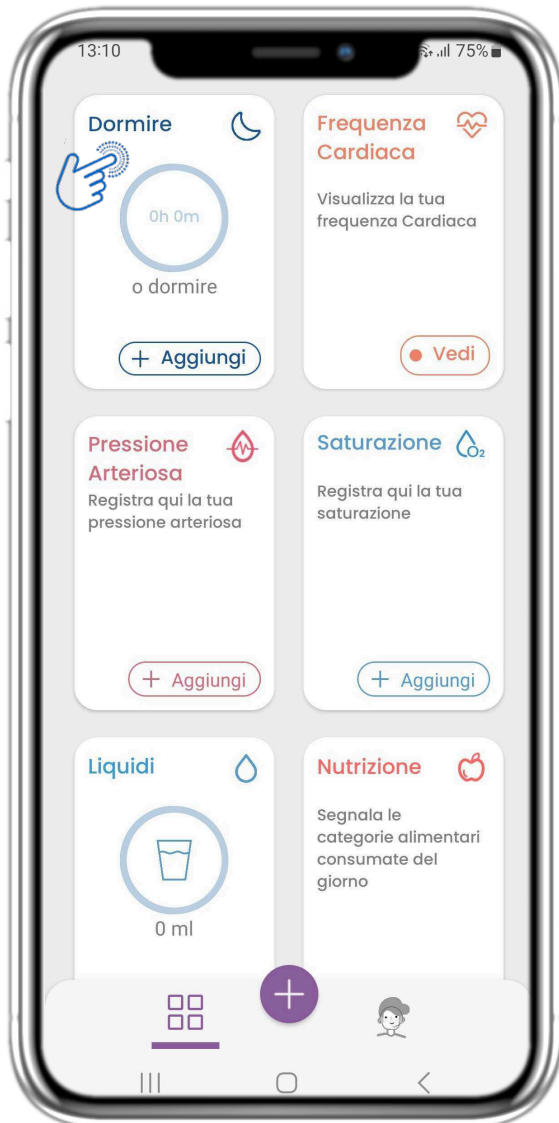 13:10
75%
Dormire
0h 0m
o dormire
+ Aggiungi
Frequenza
Cardiaca
Visualizza la tua
frequenza Cardiaca
Vedi
Pressione
Arteriosa
Registra qui la tua
pressione arteriosa
+ Aggiungi
Saturazione
O₂
Registra qui la tua
saturazione
+ Aggiungi
Liquidi
0 ml
Nutrizione
Segnala le
categorie alimentari
consumate del
giorno